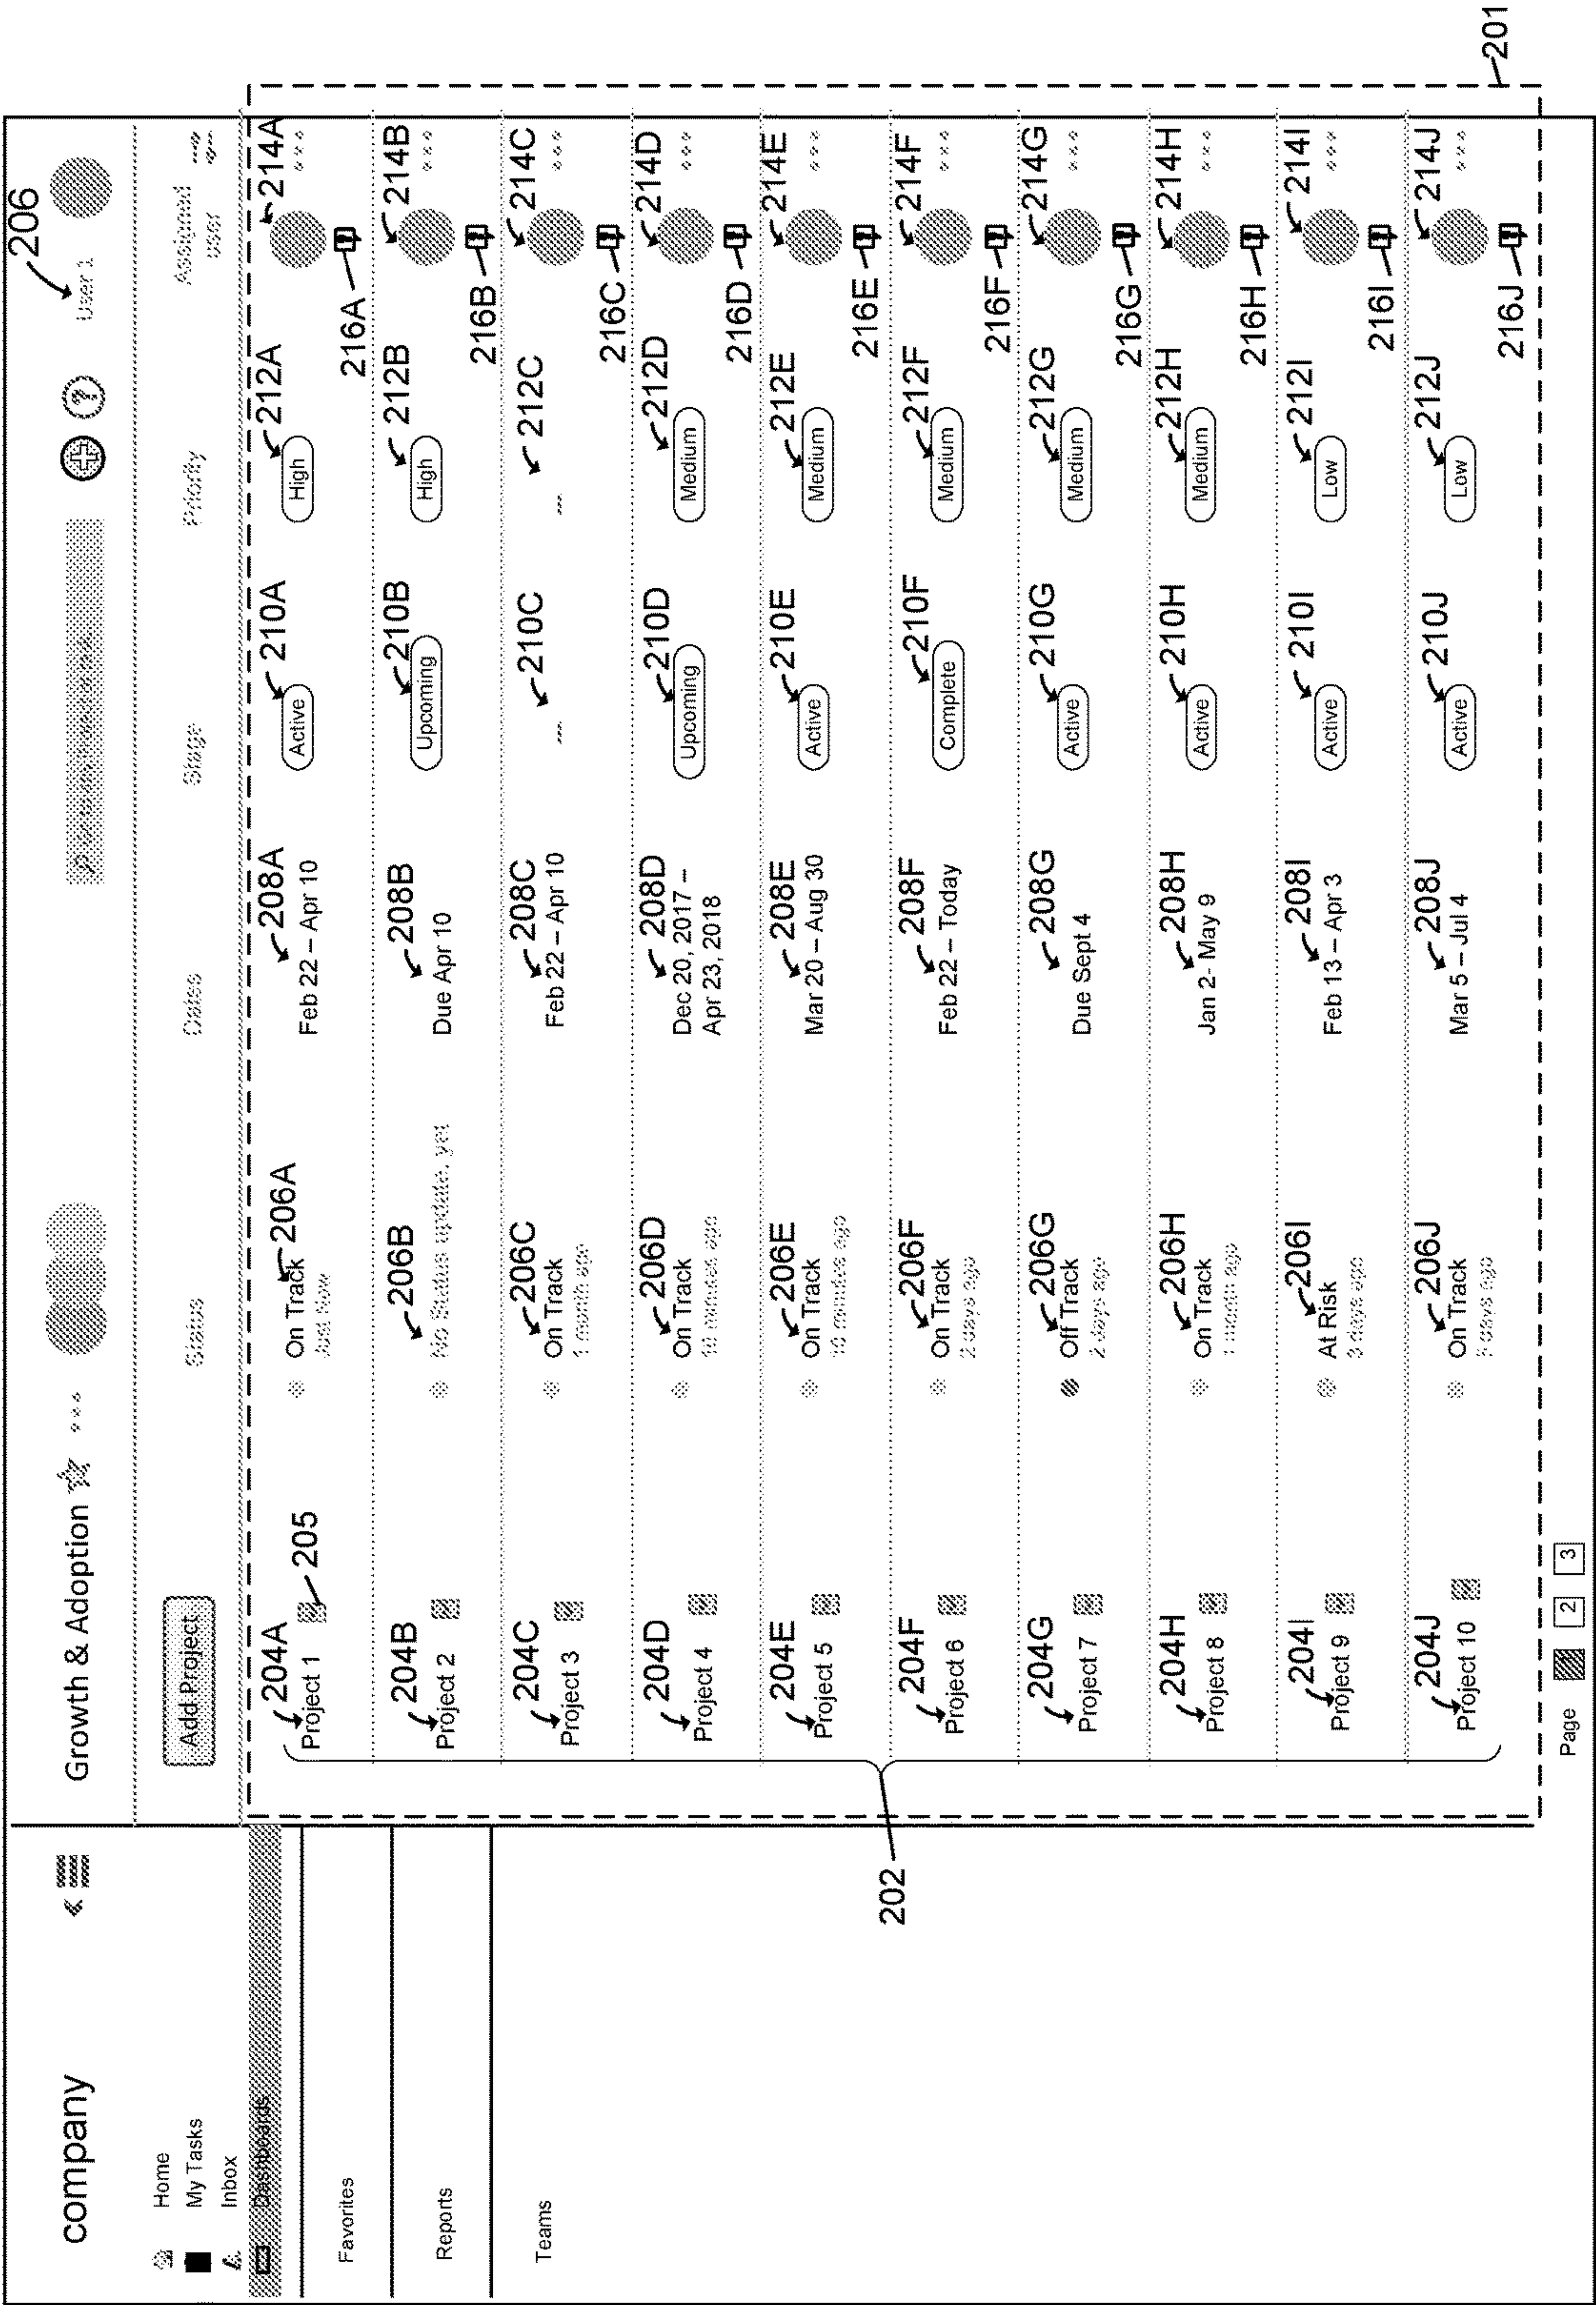 206
company
«
Growth & Adoption
?
User 1
Home
My Tasks
Inbox
Dashboards
Favorites
Reports
Teams
Add Project
Status
Dates
Stage
Priority
Assigned
user
204A
Project 1
205
206A
On Track
Just Now
208A
Feb 22 – Apr 10
210A
Active
212A
High
214A
216A
204B
Project 2
206B
No Status update, yet
208B
Due Apr 10
210B
Upcoming
212B
High
214B
216B
204C
Project 3
206C
On Track
1 month ago
208C
Feb 22 – Apr 10
210C
---
212C
---
214C
216C
204D
Project 4
206D
On Track
10 minutes ago
208D
Dec 20, 2017 –
Apr 23, 2018
210D
Upcoming
212D
Medium
214D
216D
204E
Project 5
206E
On Track
10 minutes ago
208E
Mar 20 – Aug 30
210E
Active
212E
Medium
214E
216E
204F
Project 6
206F
On Track
2 days ago
208F
Feb 22 – Today
210F
Complete
212F
Medium
214F
216F
204G
Project 7
206G
Off Track
2 days ago
208G
Due Sept 4
210G
Active
212G
Medium
214G
216G
204H
Project 8
206H
On Track
1 month ago
208H
Jan 2- May 9
210H
Active
212H
Medium
214H
216H
204I
Project 9
206I
At Risk
3 days ago
208I
Feb 13 – Apr 3
210I
Active
212I
Low
214I
216I
204J
Project 10
206J
On Track
days ago
208J
Mar 5 – Jul 4
210J
Active
212J
Low
214J
216J
202
201
Page
2
3